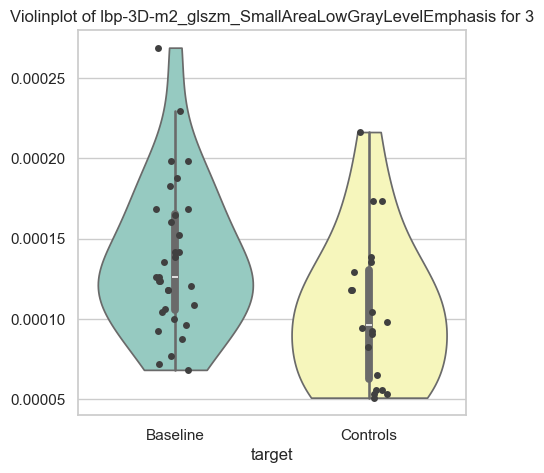 Violinplot of lbp-3D-m2_glszm_SmallAreaLowGrayLevelEmphasis for 3
0.00025
0.00020
0.00015
0.00010
0.00005
Baseline Controls
target